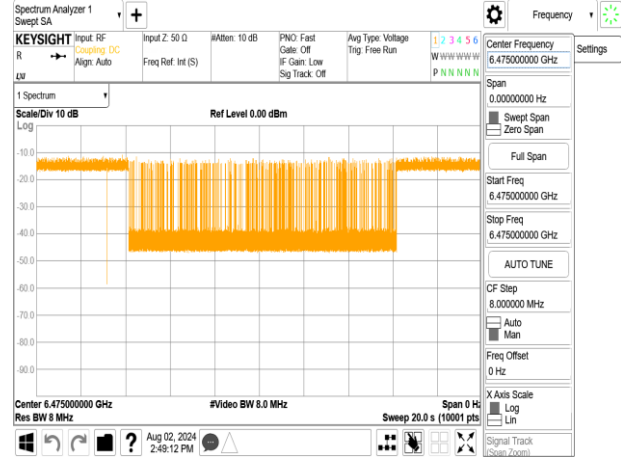 Spectrum Analyzer 1
Swept SA
+
Frequency
KEYSIGHT
R
Input: RF
Coupling: DC
Align: Auto
Input Z: 50 Ω
Freq Ref: Int (S)
#Atten: 10 dB
PNO: Fast
Gate: Off
IF Gain: Low
Sig Track: Off
Avg Type: Voltage
Trig: Free Run
1 2 3 4 5 6
W W W W W W
P N N N N N
1 Spectrum
Scale/Div 10 dB
Ref Level 0.00 dBm
Log
-10.0
-20.0
-30.0
-40.0
-50.0
-60.0
-70.0
-80.0
-90.0
Center 6.475000000 GHz
#Video BW 8.0 MHz
Span 0 Hz
Res BW 8 MHz
Sweep 20.0 s (10001 pts
Aug 02, 2024
2:49:12 PM
?
Center Frequency
6.475000000 GHz
Settings
Span
0.00000000 Hz
Swept Span
Zero Span
Full Span
Start Freq
6.475000000 GHz
Stop Freq
6.475000000 GHz
AUTO TUNE
CF Step
8.000000 MHz
Auto
Man
Freq Offset
0 Hz
X Axis Scale
Log
Lin
Signal Track
(Span Zoom)